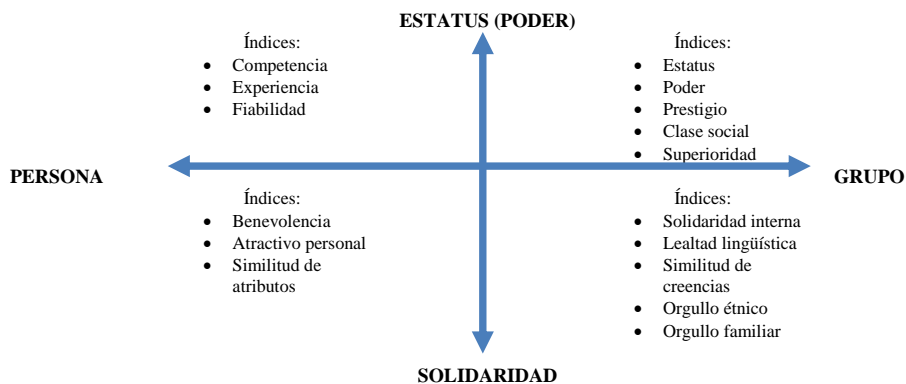 ESTATUS (PODER)
Índices:
• Competencia
• Experiencia
• Fiabilidad
Índices:
• Estatus
• Poder
• Prestigio
• Clase social
• Superioridad
PERSONA
GRUPO
Índices:
• Benevolencia
• Atractivo personal
• Similitud de
atributos
Índices:
• Solidaridad interna
• Lealtad lingüística
• Similitud de
creencias
• Orgullo étnico
• Orgullo familiar
SOLIDARIDAD